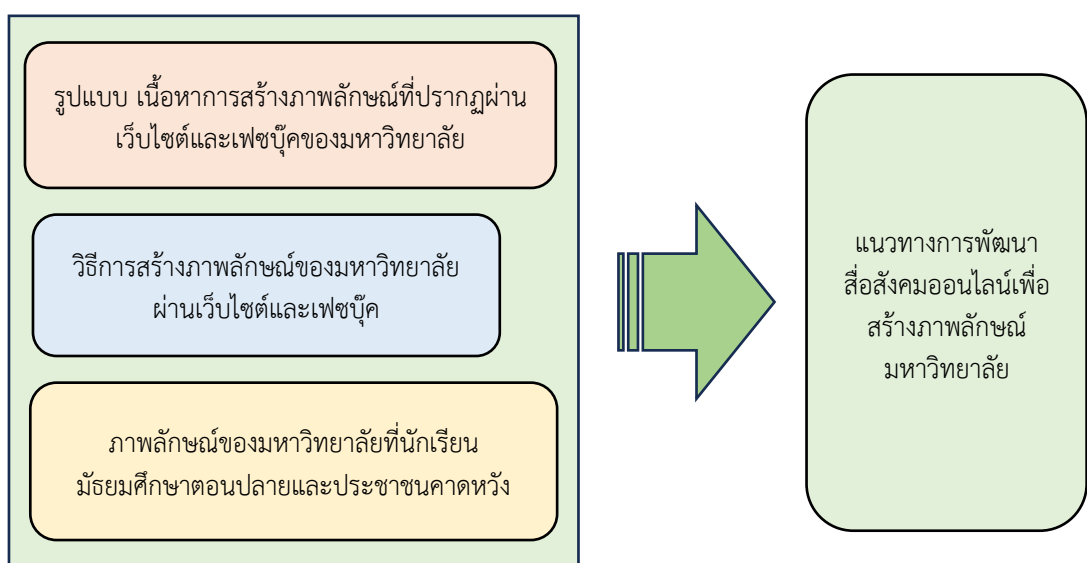 รูปแบบ เนื้อหาการสร้างภาพลักษณ์ที่ปรากฏผ่าน
เว็บไซต์และเฟซบุ๊คของมหาวิทยาลัย
วิธีการสร้างภาพลักษณ์ของมหาวิทยาลัย
ผ่านเว็บไซต์และเฟซบุ๊ค
ภาพลักษณ์ของมหาวิทยาลัยที่นักเรียน
มัธยมศึกษาตอนปลายและประชาชนคาดหวัง
แนวทางการพัฒนา
สื่อสังคมออนไลน์เพื่อ
สร้างภาพลักษณ์
มหาวิทยาลัย